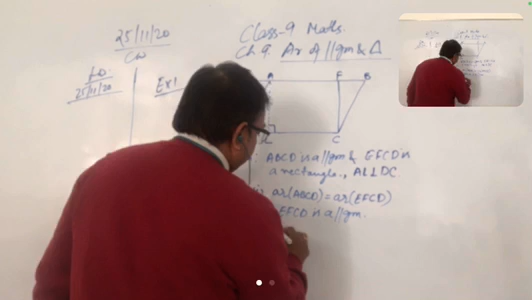 25/11/20
CW
Class-9 Maths.
Ch 9. Ar of ||gm & Δ
25/11/20
Ex 1
A F B
C
ABCD is a ||gm & EFCD is
a rectangle., AL⊥DC.
ar(ABCD) = ar(EFCD)
EFCD is a ||gm.